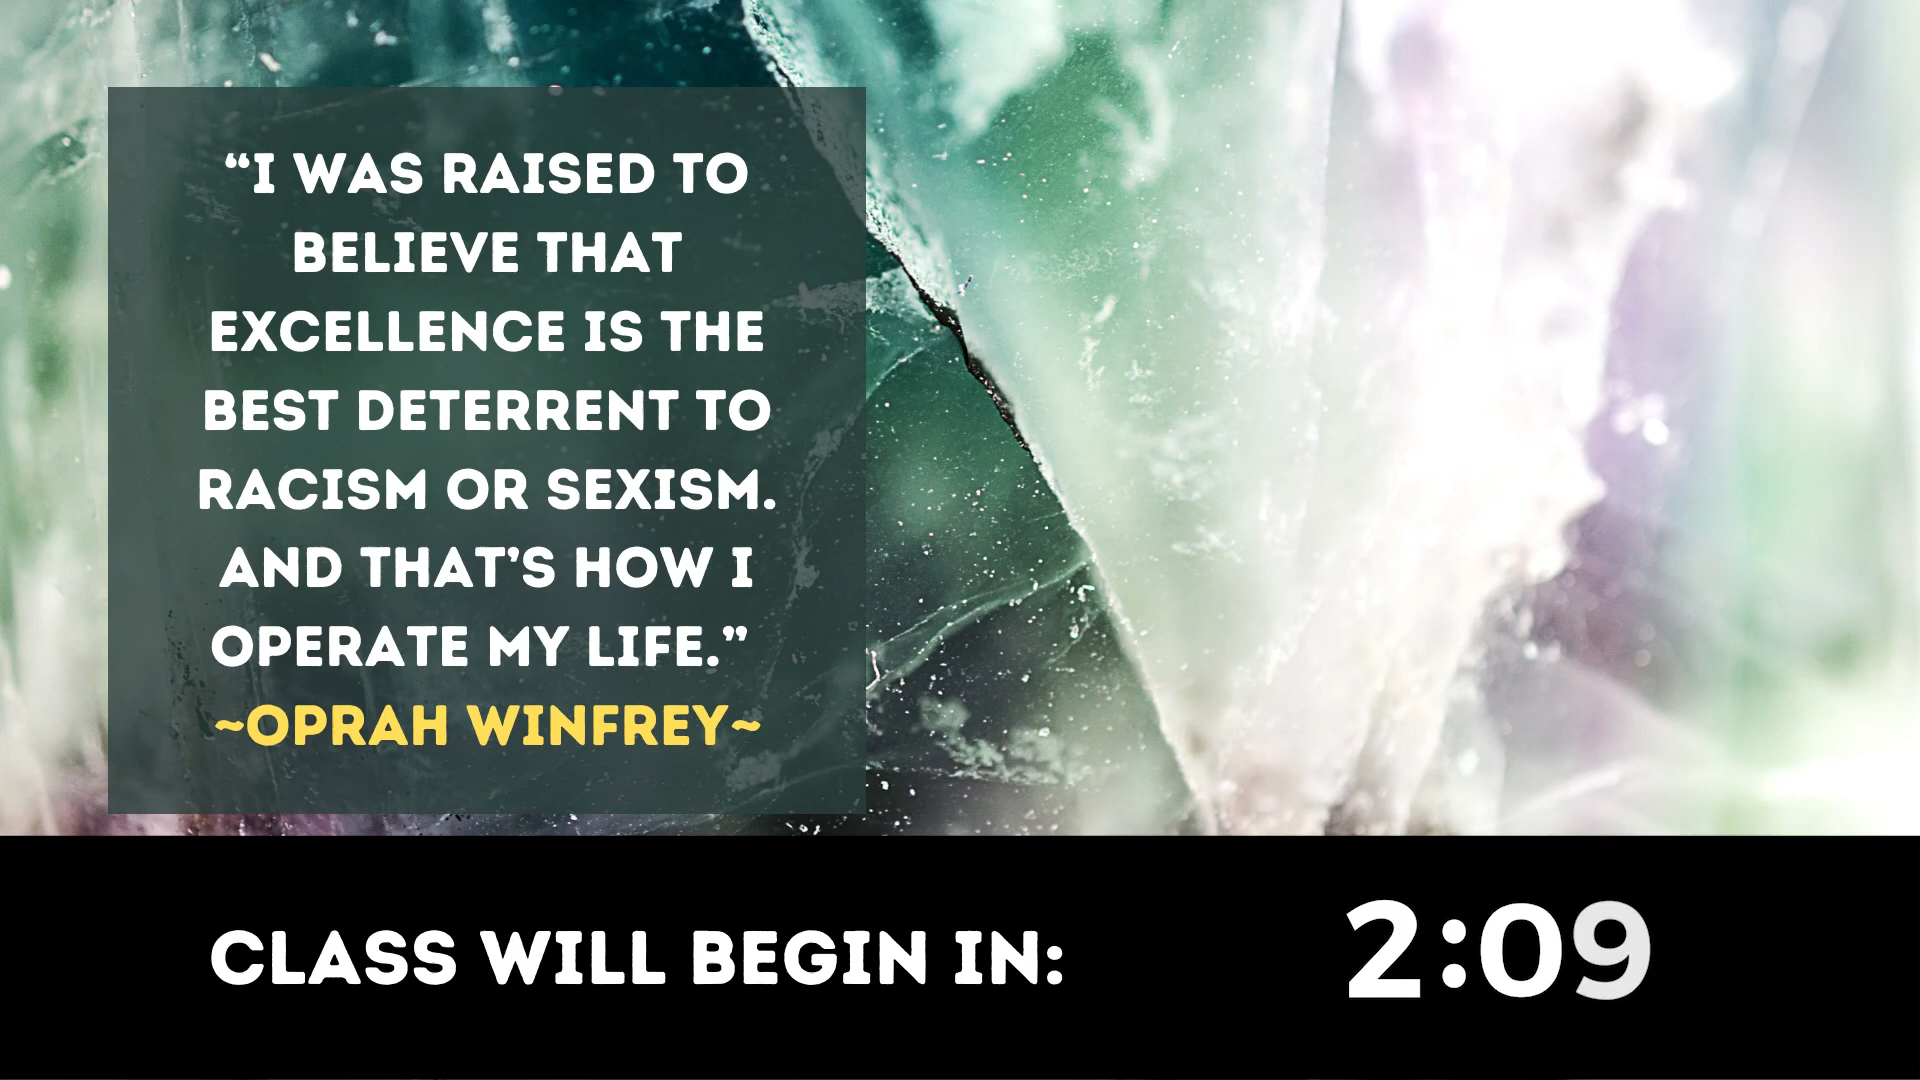 “I WAS RAISED TO
BELIEVE THAT
EXCELLENCE IS THE
BEST DETERRENT TO
RACISM OR SEXISM.
AND THAT’S HOW I
OPERATE MY LIFE.”
~OPRAH WINFREY~
CLASS WILL BEGIN IN: 2:09